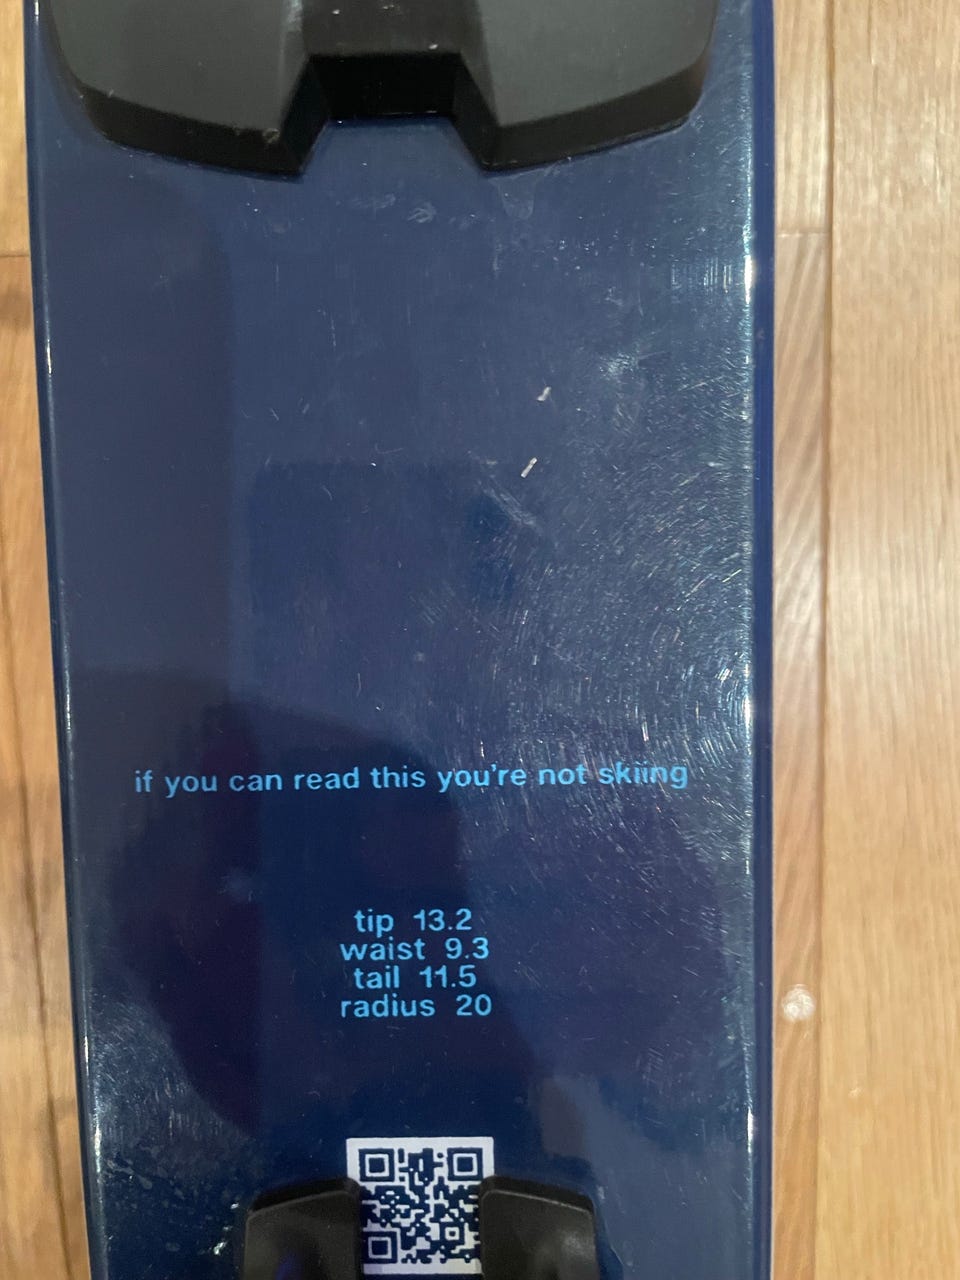 if you can read this you're not skiing
tip 13.2
waist 9.3
tail 11.5
radius 20